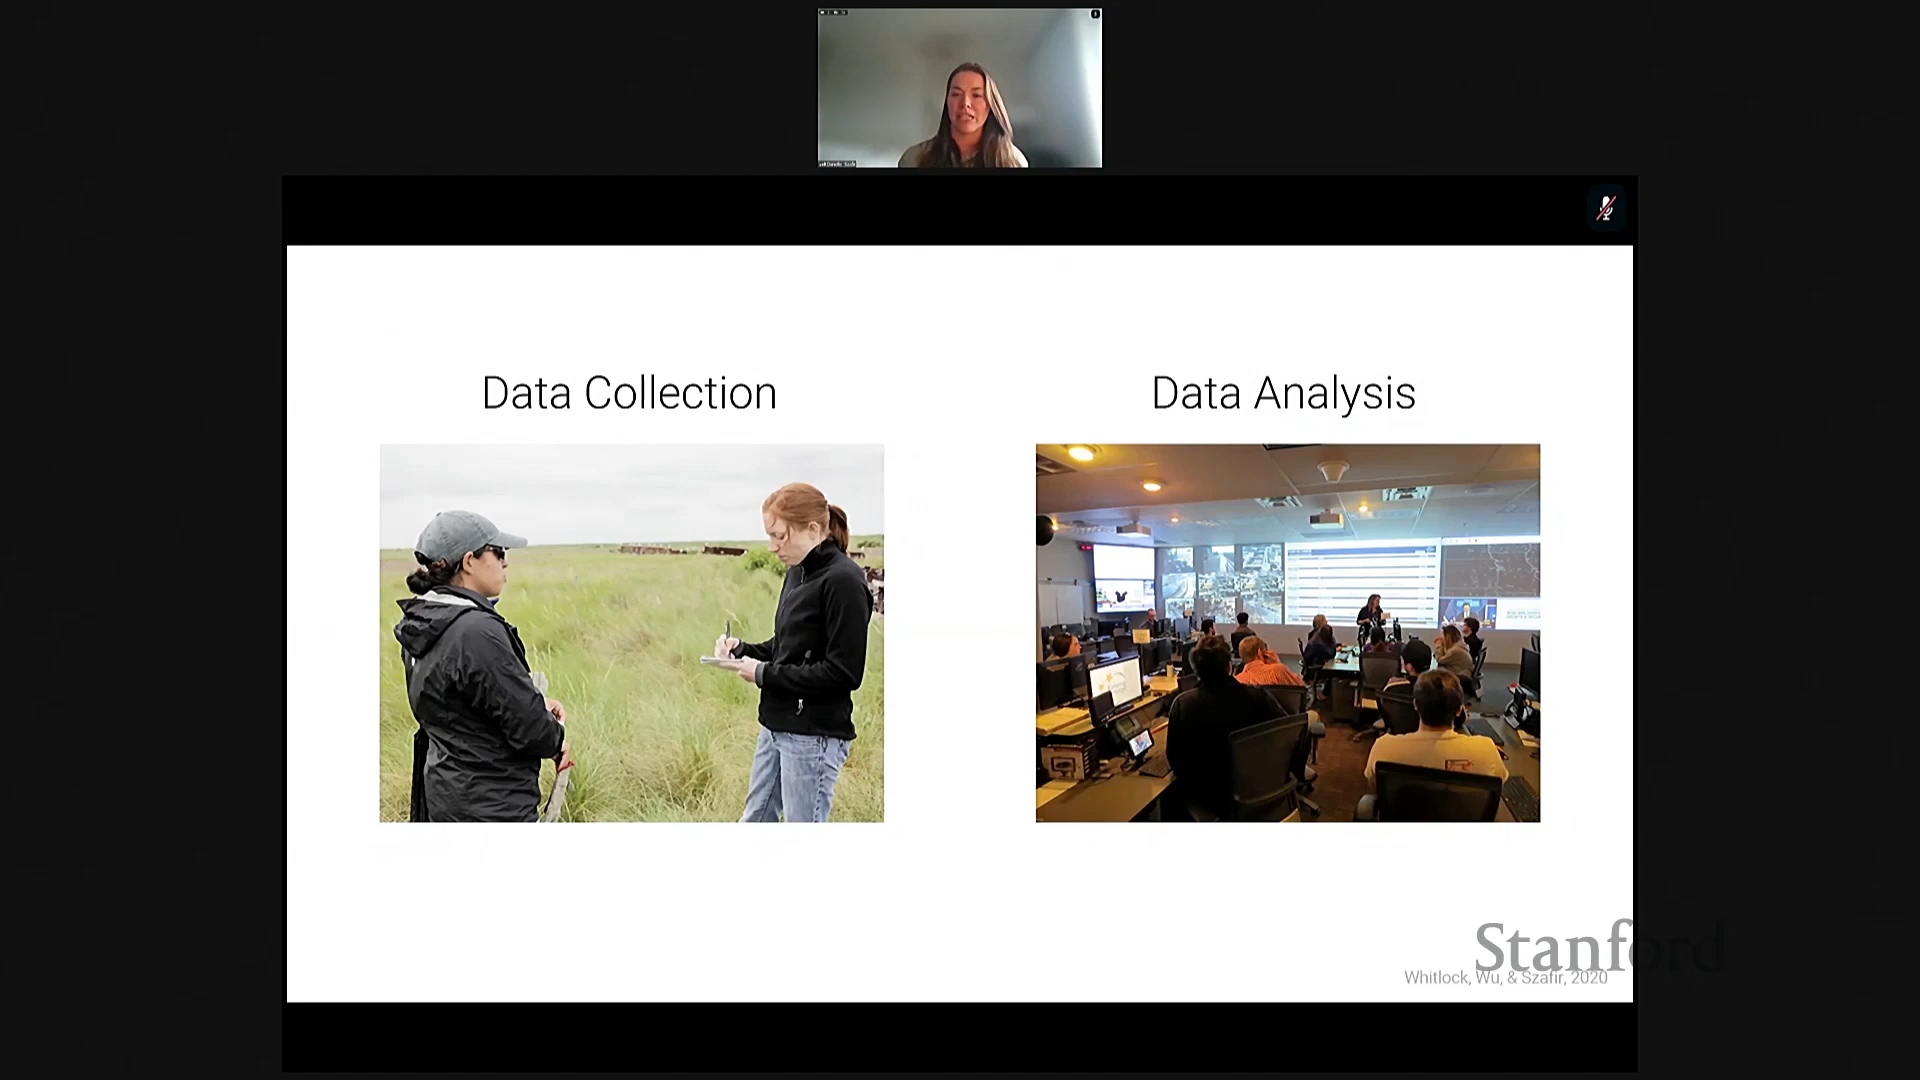 Data Collection
Data Analysis
Stanford
Whitlock, Wu, & Szafir, 2020